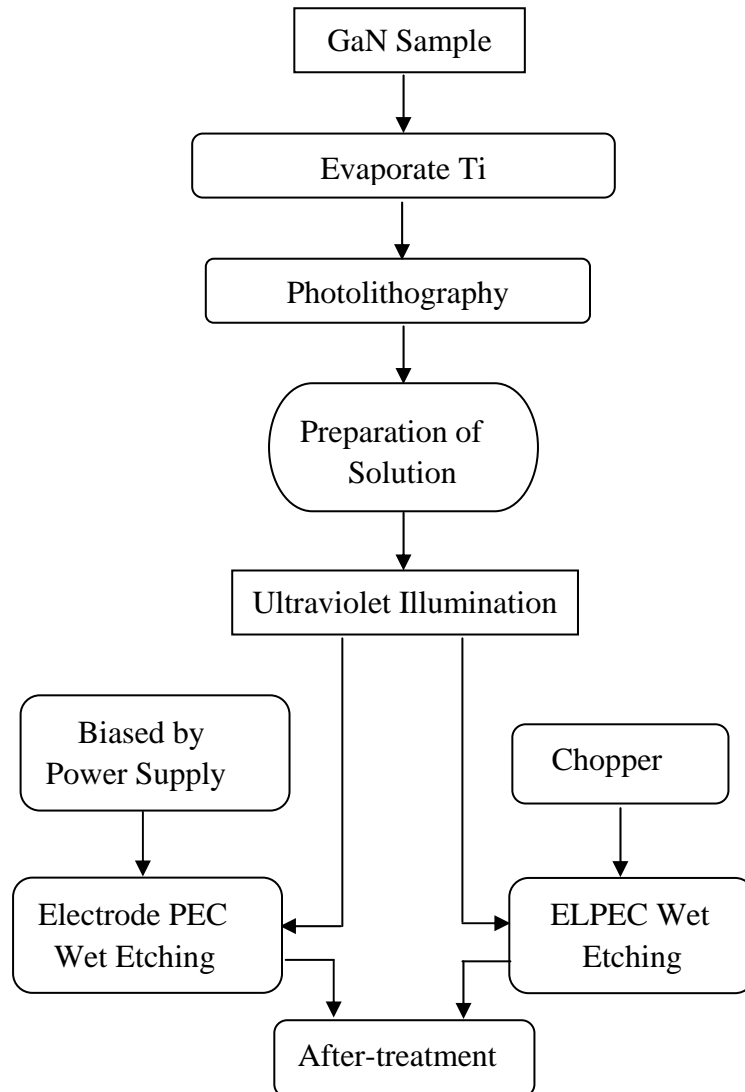 GaN Sample
Evaporate Ti
Photolithography
Preparation of
Solution
Ultraviolet Illumination
Biased by
Power Supply
Chopper
Electrode PEC
Wet Etching
ELPEC Wet
Etching
After-treatment